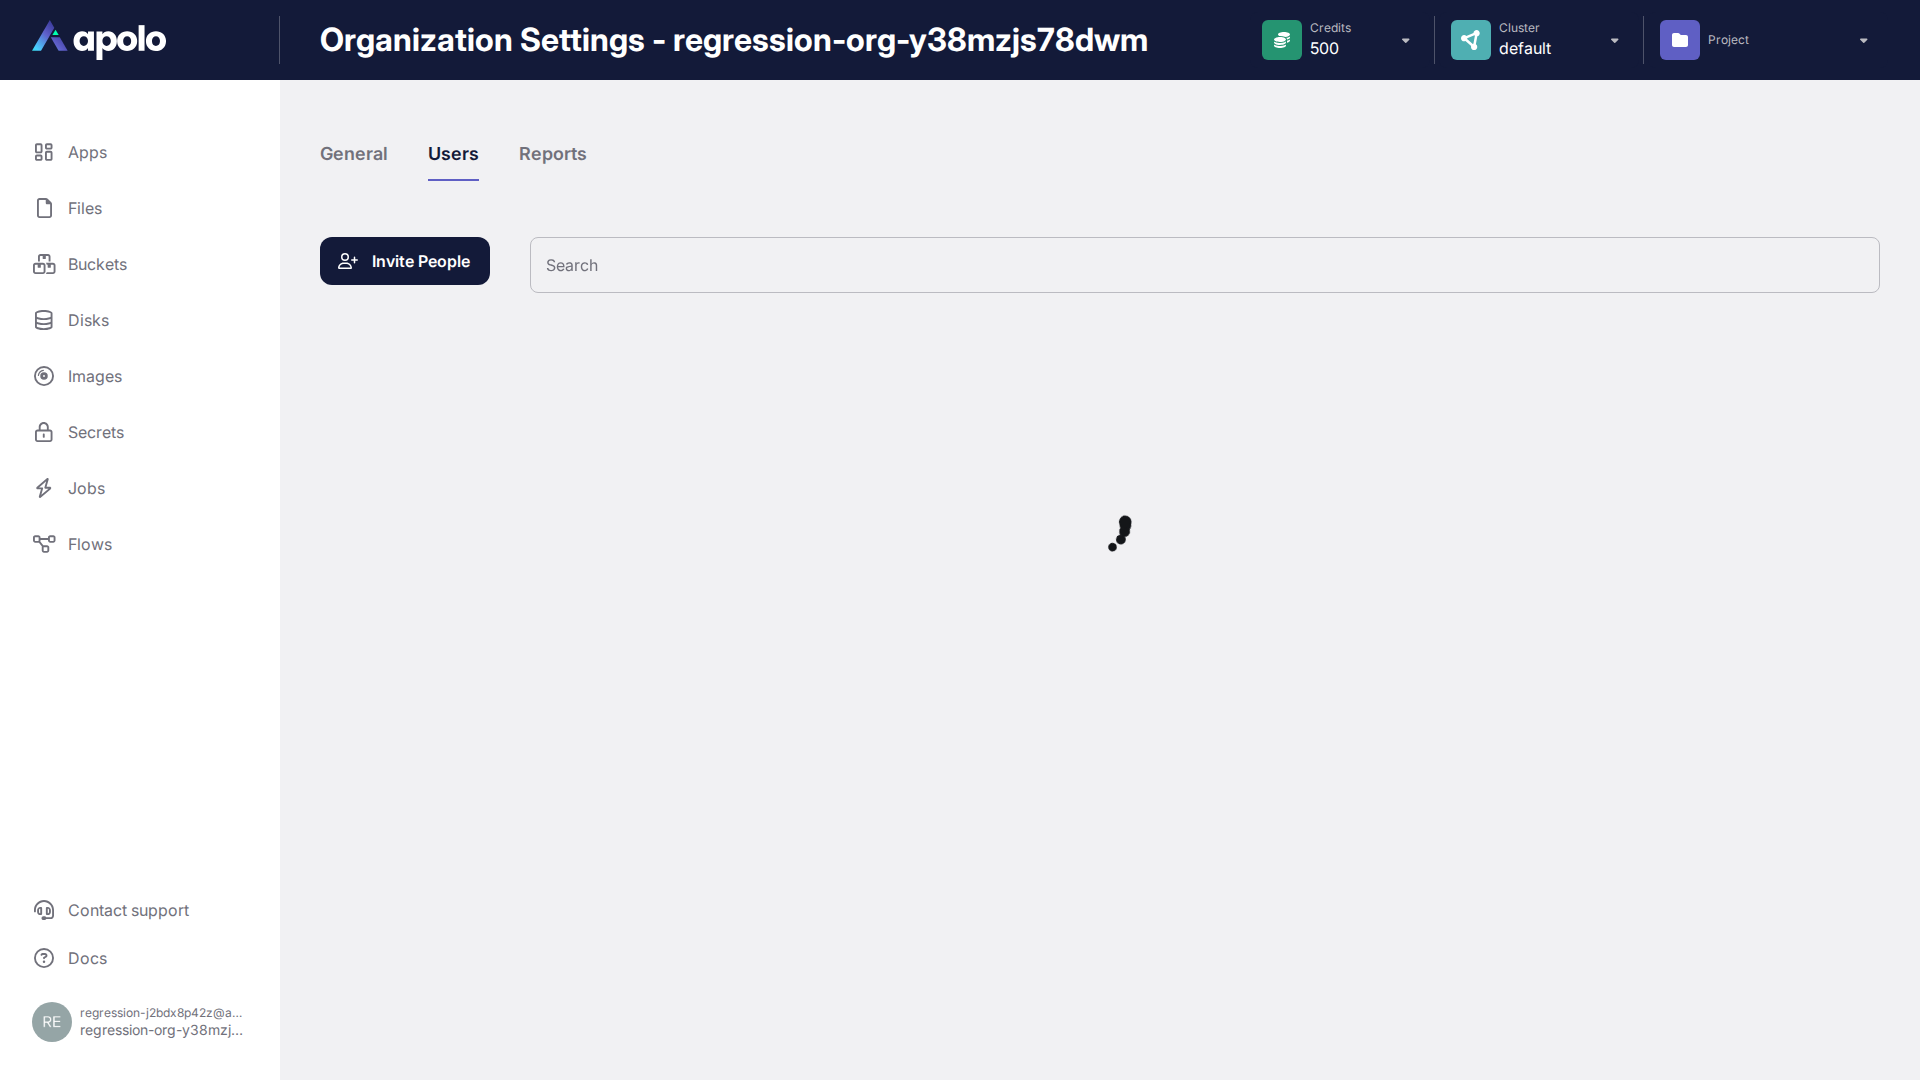 apolo
Organization Settings - regression-org-y38mzjs78dwm
Credits
500
Cluster
default
Project
Apps
Files
Buckets
Disks
Images
Secrets
Jobs
Flows
General
Users
Reports
Invite People
Search
Contact support
Docs
RE
regression-j2bdx8p42z@a...
regression-org-y38mzj...